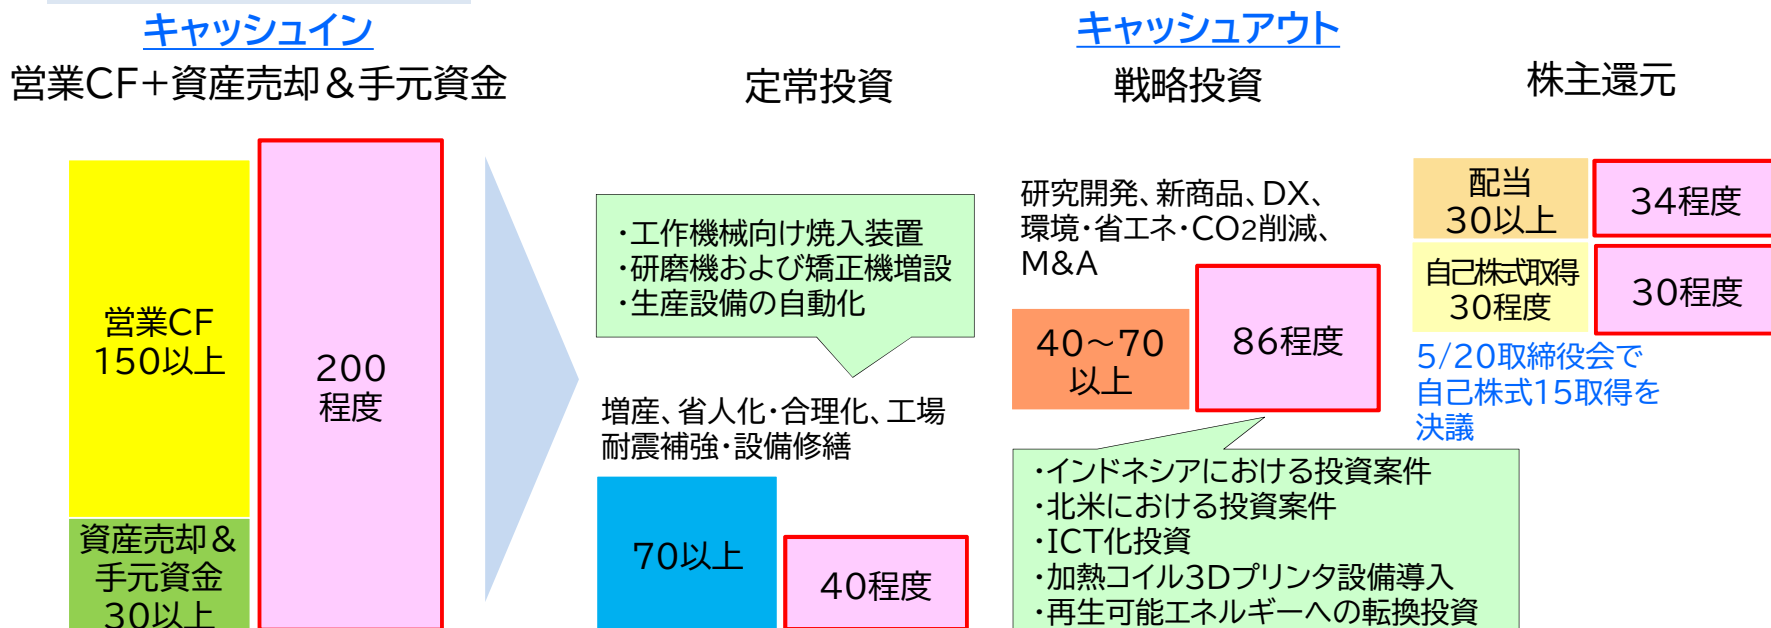 キャッシュイン
営業CF+資産売却&手元資金
営業CF
150以上
資産売却&
手元資金
30以上
200
程度
キャッシュアウト
定常投資
・工作機械向け焼入装置
・研磨機および矯正機増設
・生産設備の自動化
増産、省人化・合理化、工場
耐震補強・設備修繕
70以上
40程度
戦略投資
研究開発、新商品、DX、
環境・省エネ・CO2削減、
M&A
40～70
以上
86程度
・インドネシアにおける投資案件
・北米における投資案件
・ICT化投資
・加熱コイル3Dプリンタ設備導入
・再生可能エネルギーへの転換投資
株主還元
配当
30以上
34程度
自己株式取得
30程度
30程度
5/20取締役会で
自己株式15取得を
決議